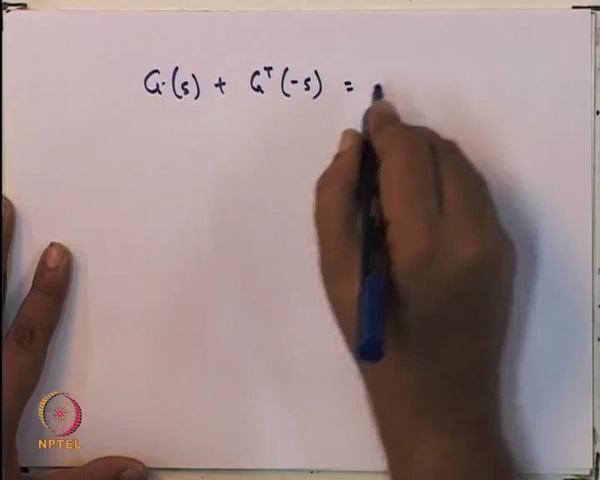 G(s) + G^T(-s) =
NPTEL